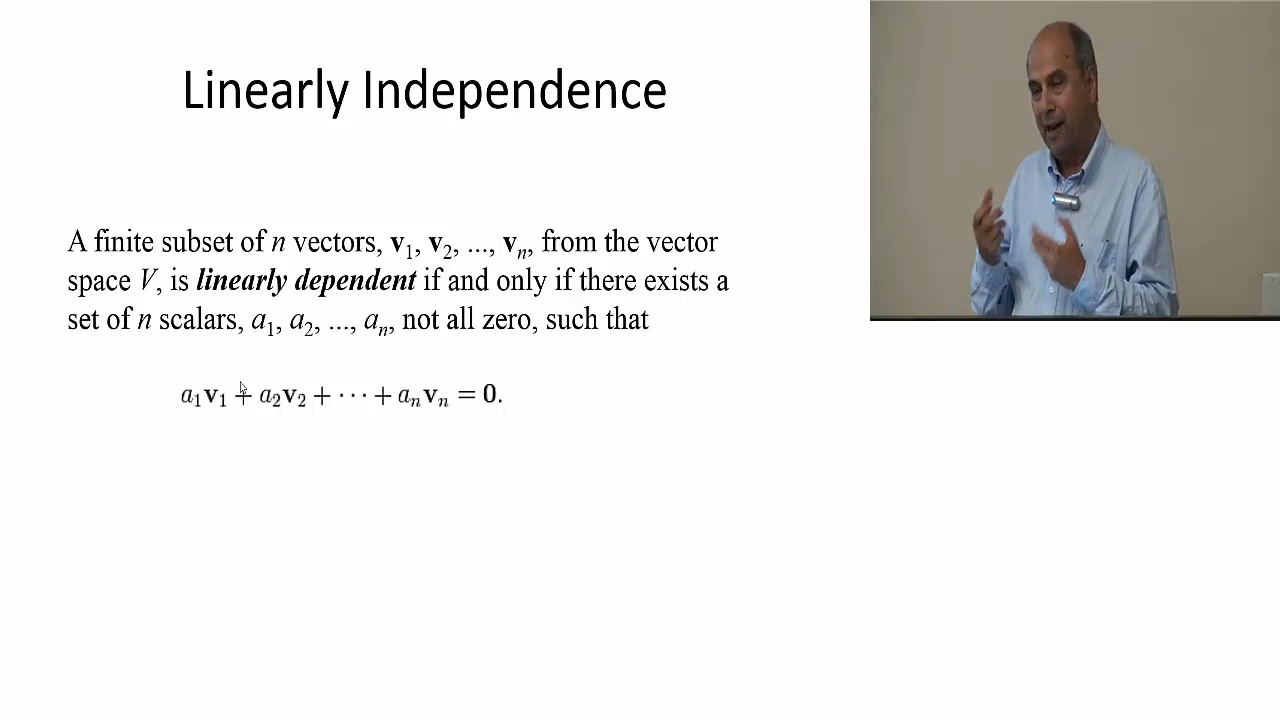 Linearly Independence
A finite subset of n vectors, v₁, v₂, ..., vₙ, from the vector
space V, is linearly dependent if and only if there exists a
set of n scalars, a₁, a₂, ..., aₙ, not all zero, such that
a₁v₁ + a₂v₂ + ··· + aₙvₙ = 0.